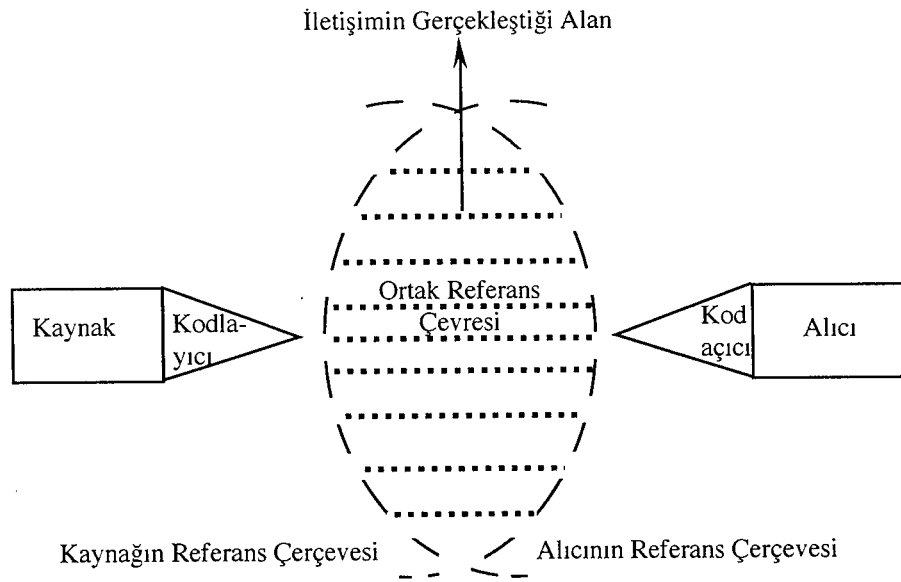 İletişimin Gerçekleştiği Alan
Ortak Referans
Çevresi
Kaynak
Kodla-
yıcı
Kod
açıcı
Alıcı
Kaynağın Referans Çerçevesi
Alıcının Referans Çerçevesi